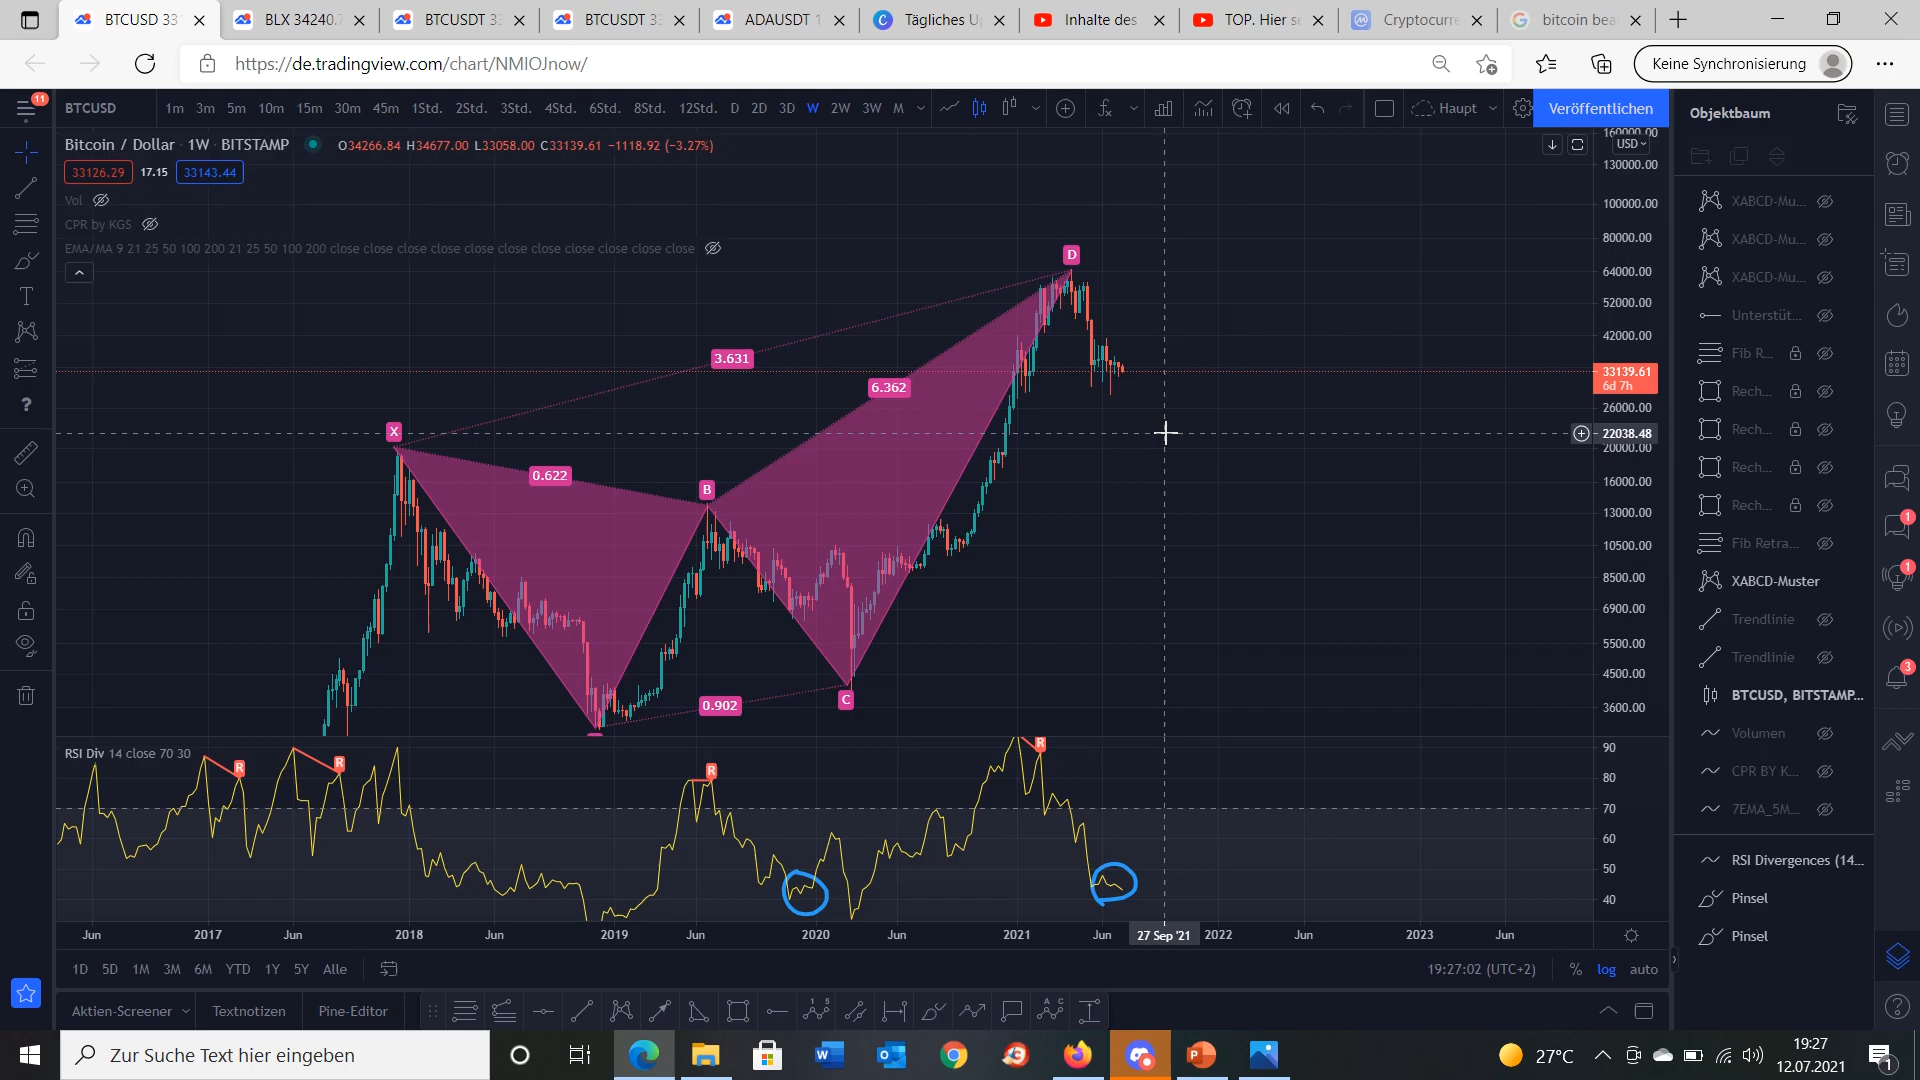 BTCUSD 33
BLX 34240.7
BTCUSDT 33
BTCUSDT 33
ADAUSDT 1
Tägliches U
Inhalte des
TOP. Hier s
Cryptocurre
bitcoin bea
https://de.tradingview.com/chart/NMIOJnow/
Keine Synchronisierung
11
BTCUSD
1m 3m 5m 10m 15m 30m 45m 1Std. 2Std. 3Std. 4Std. 6Std. 8Std. 12Std. D 2D 3D W 2W 3W M
Haupt
Veröffentlichen
Objektbaum
Bitcoin / Dollar · 1W · BITSTAMP
O34266.84 H34677.00 L33058.00 C33139.61 −1118.92 (−3.27%)
USD
33126.29 17.15 33143.44
Vol
CPR by KGS
EMA/MA 9 21 25 50 100 200 21 25 50 100 200 close close close close close close close close close close
160000.00
130000.00
100000.00
80000.00
64000.00
52000.00
42000.00
33139.61
6d 7h
26000.00
22038.48
20000.00
16000.00
13000.00
10500.00
8500.00
6900.00
5500.00
4500.00
3600.00
D
3.631
6.362
X
0.622
B
0.902
C
XABCD-Mu...
XABCD-Mu...
XABCD-Mu...
Unterstüt...
Fib R...
Rech...
Rech...
Rech...
Rech...
Fib Retra...
XABCD-Muster
Trendlinie
Trendlinie
BTCUSD, BITSTAMP...
Volumen
CPR BY K...
7EMA_5M...
RSI Divergences (14...
Pinsel
Pinsel
1
1
3
RSI Div 14 close 70 30
R
R
R
R
90
80
70
60
50
40
Jun 2017 Jun 2018 Jun 2019 Jun 2020 Jun 2021 Jun 27 Sep '21 2022 Jun 2023 Jun
1D 5D 1M 3M 6M YTD 1Y 5Y Alle
19:27:02 (UTC+2) % log auto
Aktien-Screener Textnotizen Pine-Editor
Zur Suche Text hier eingeben
27°C
19:27
12.07.2021
1